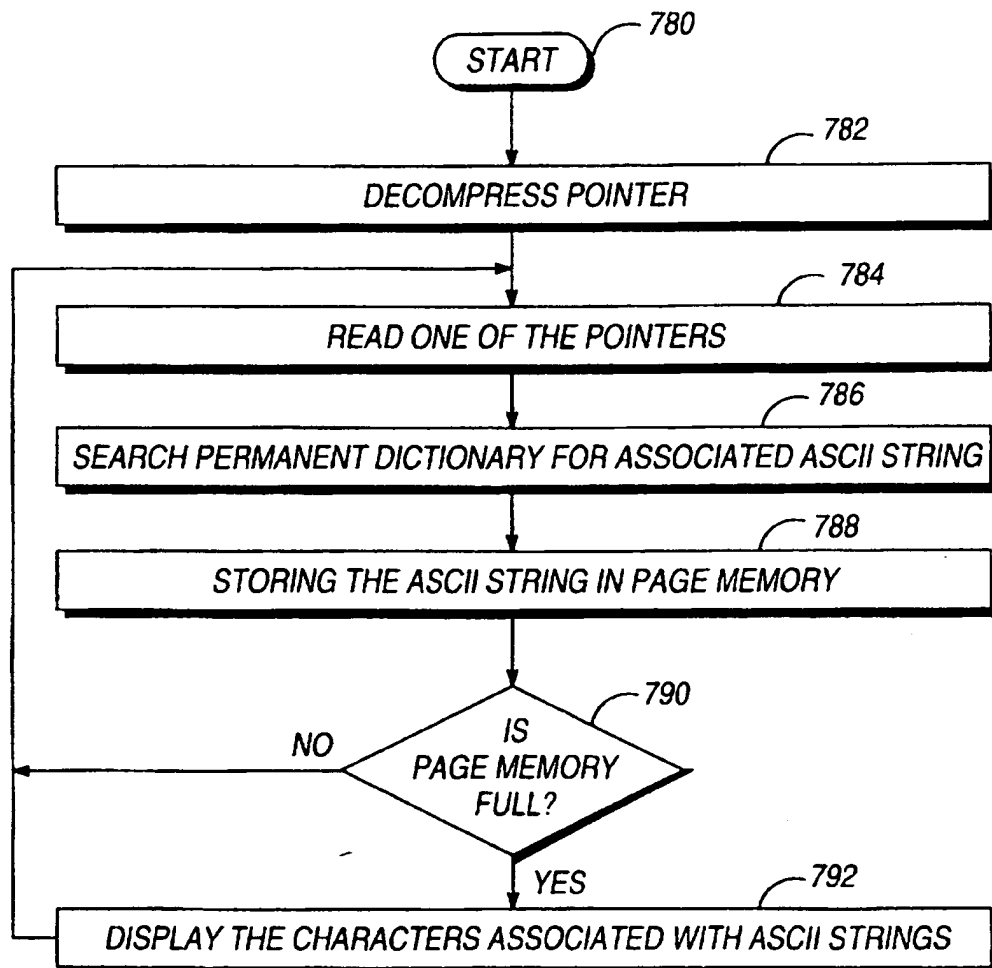 780
START
782
DECOMPRESS POINTER
784
READ ONE OF THE POINTERS
786
SEARCH PERMANENT DICTIONARY FOR ASSOCIATED ASCII STRING
788
STORING THE ASCII STRING IN PAGE MEMORY
790
NO
IS
PAGE MEMORY
FULL?
YES
792
DISPLAY THE CHARACTERS ASSOCIATED WITH ASCII STRINGS